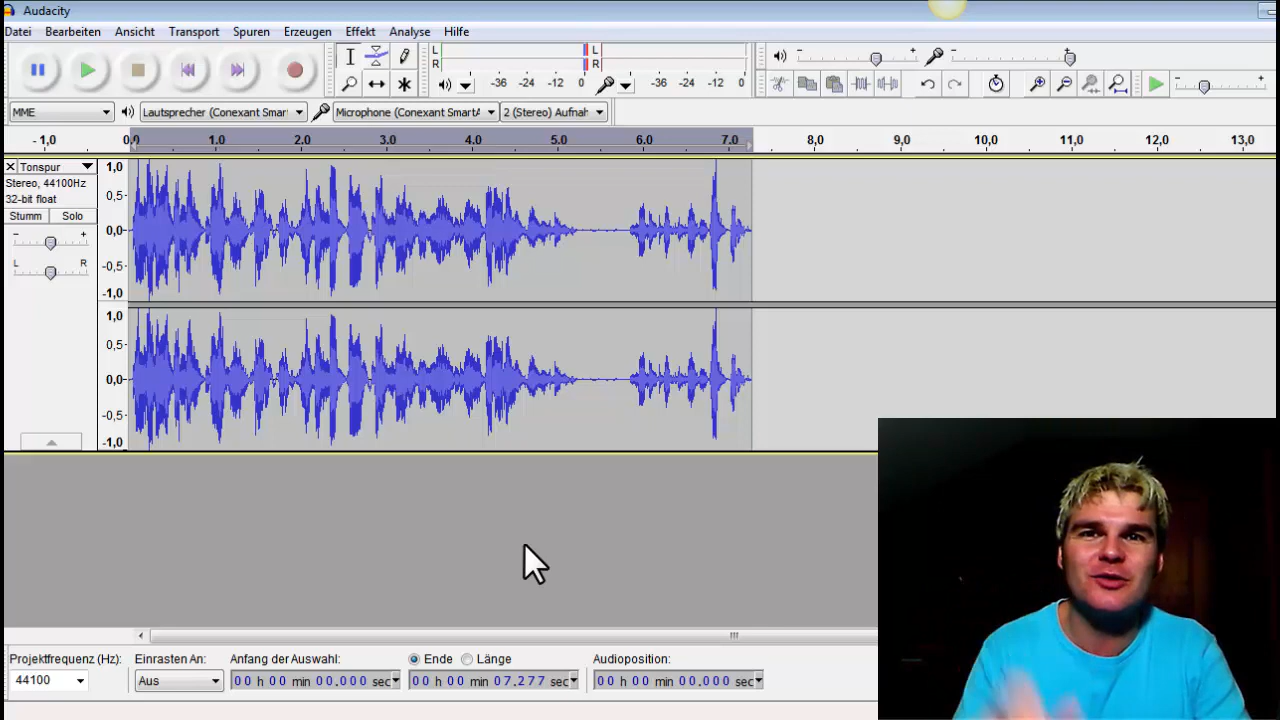 Audacity
Datei Bearbeiten Ansicht Transport Spuren Erzeugen Effekt Analyse Hilfe
L L
R R
-36 -24 -12 0 -36 -24 -12 0
MME Lautsprecher (Conexant Smart Microphone (Conexant SmartA 2 (Stereo) Aufnah
- 1,0 0,0 1,0 2,0 3,0 4,0 5,0 6,0 7,0 8,0 9,0 10,0 11,0 12,0 13,0
X Tonspur
Stereo, 44100Hz
32-bit float
Stumm Solo
- +
L R
1,0
0,5
0,0
-0,5
-1,0
1,0
0,5
0,0
-0,5
-1,0
Projektfrequenz (Hz): Einrasten An: Anfang der Auswahl: Ende Länge Audioposition:
44100 Aus 00 h 00 min 00.000 sec 00 h 00 min 07.277 sec 00 h 00 min 00.000 sec